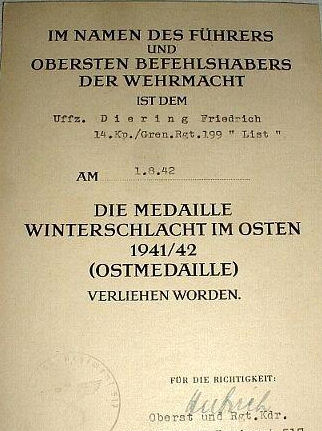 IM NAMEN DES FÜHRERS
UND
OBERSTEN BEFEHLSHABERS
DER WEHRMACHT
IST DEM
Uffz. D i e r i n g Friedrich
14.Kp./Gren.Rgt.199 " List "
AM 1.8.42
DIE MEDAILLE
WINTERSCHLACHT IM OSTEN
1941/42
(OSTMEDAILLE)
VERLIEHEN WORDEN.
FÜR DIE RICHTIGKEIT:
Oberst und Rgt.Kdr.